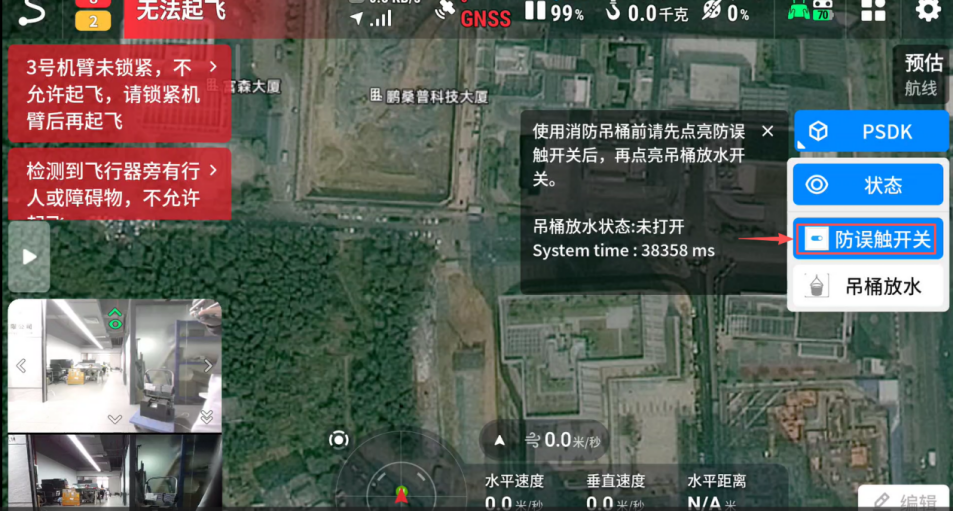 无法起飞
GNSS
99%
0.0千克
0%
70
2
3号机臂未锁紧，不
允许起飞，请锁紧机
臂后再起飞
检测到飞行器旁有行
人或障碍物，不允许
富森大厦
鹏桑普科技大厦
预估
航线
使用消防吊桶前请先点亮防误
触开关后，再点亮吊桶放水开
关。
吊桶放水状态:未打开
System time : 38358 ms
PSDK
状态
防误触开关
吊桶放水
0.0米/秒
水平速度
垂直速度
水平距离
0.0米/秒
0.0米/秒
N/A米
编辑